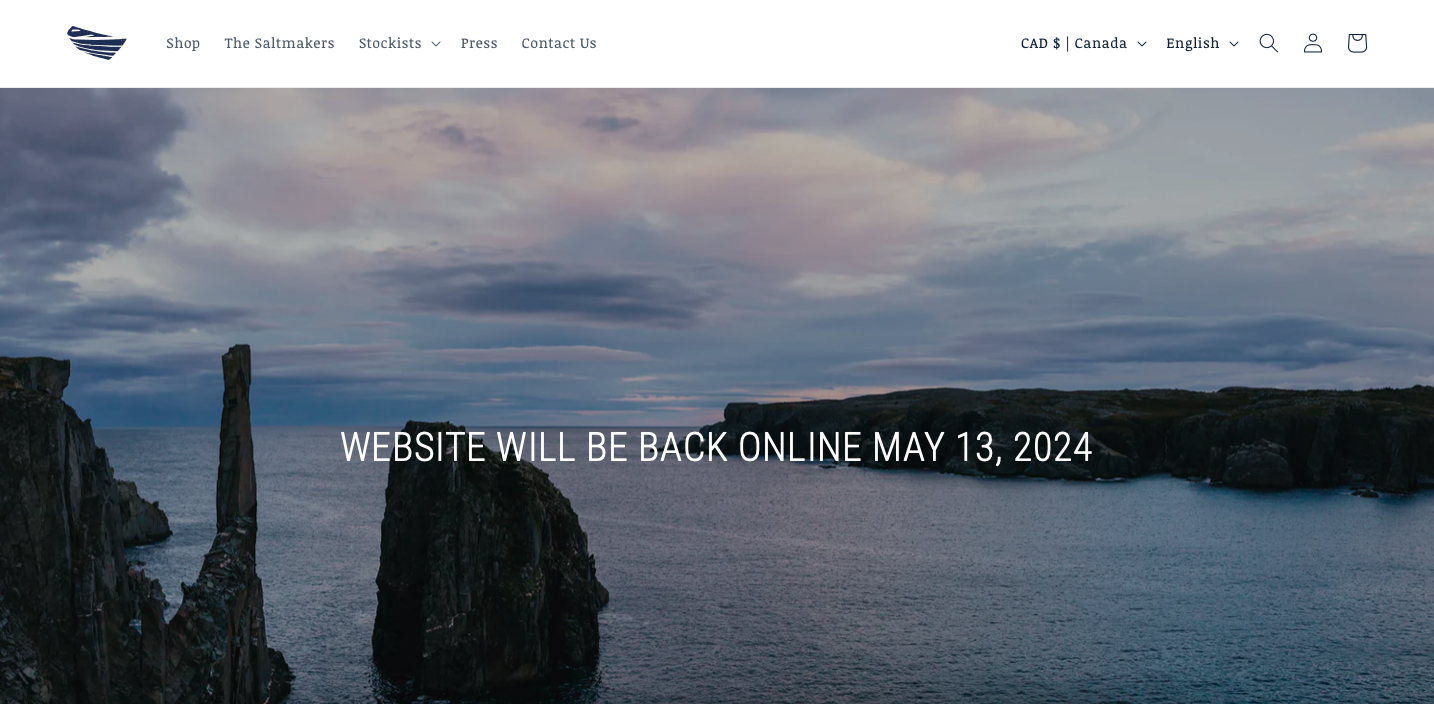 Shop
The Saltmakers
Stockists
Press
Contact Us
CAD $ | Canada
English
WEBSITE WILL BE BACK ONLINE MAY 13, 2024